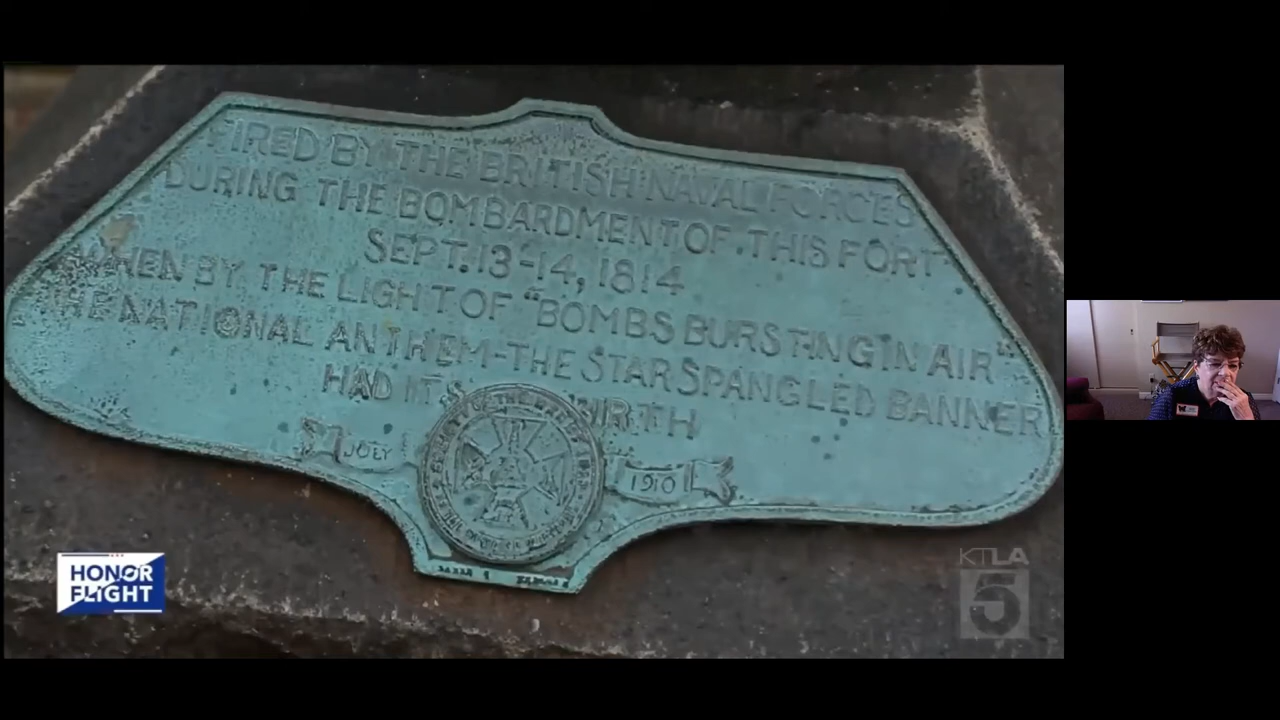 FIRED BY THE BRITISH NAVAL FORCES
DURING THE BOMBARDMENT OF THIS FORT
SEPT. 13-14, 1814
WHEN BY THE LIGHT OF "BOMBS BURSTING IN AIR"
THE NATIONAL ANTHEM-THE STAR SPANGLED BANNER
HAD ITS BIRTH
JOEY
1910
HONOR
FLIGHT
KTLA
5